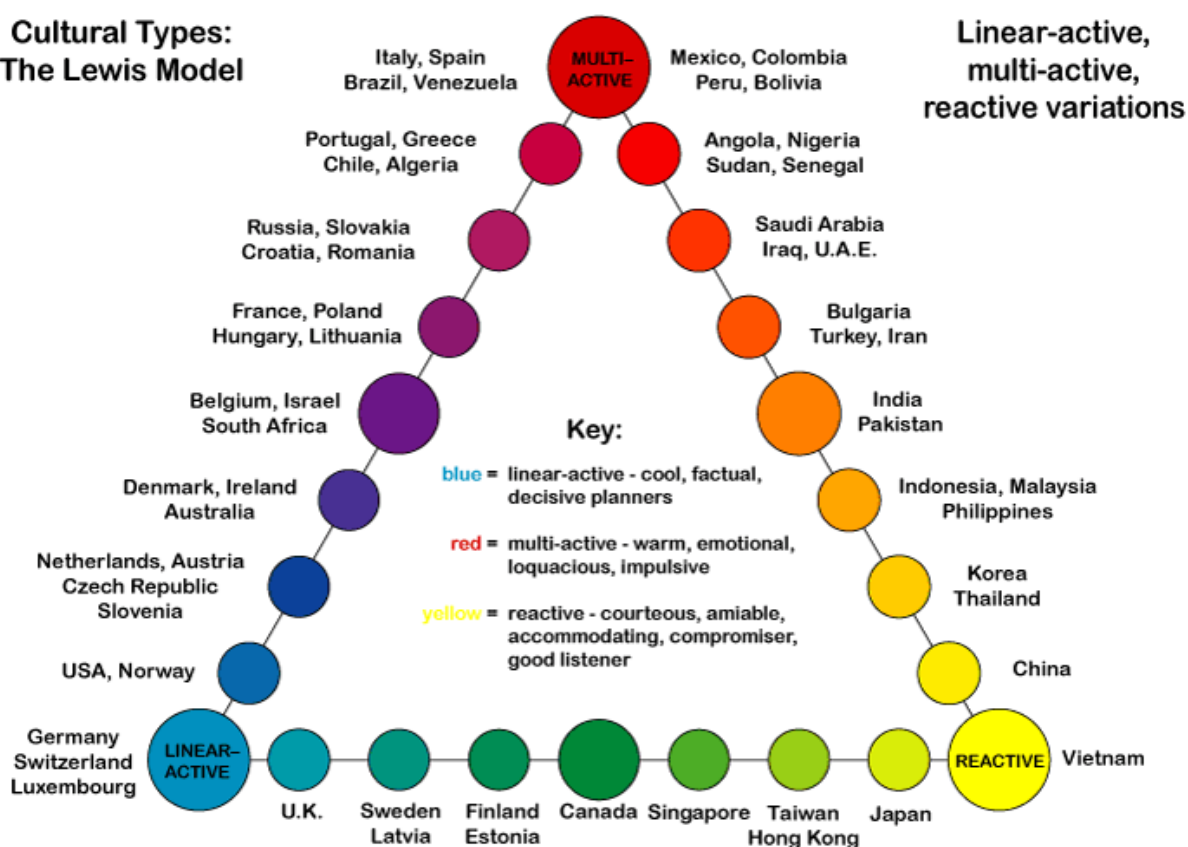 Cultural Types:
The Lewis Model
Linear-active,
multi-active,
reactive variations
MULTI–
ACTIVE
Italy, Spain
Brazil, Venezuela
Mexico, Colombia
Peru, Bolivia
Portugal, Greece
Chile, Algeria
Angola, Nigeria
Sudan, Senegal
Russia, Slovakia
Croatia, Romania
Saudi Arabia
Iraq, U.A.E.
France, Poland
Hungary, Lithuania
Bulgaria
Turkey, Iran
Belgium, Israel
South Africa
India
Pakistan
Key:
blue = linear-active - cool, factual,
decisive planners
red = multi-active - warm, emotional,
loquacious, impulsive
yellow = reactive - courteous, amiable,
accommodating, compromiser,
good listener
Denmark, Ireland
Australia
Indonesia, Malaysia
Philippines
Netherlands, Austria
Czech Republic
Slovenia
Korea
Thailand
USA, Norway
China
Germany
Switzerland
Luxembourg
LINEAR–
ACTIVE
REACTIVE
Vietnam
U.K.
Sweden
Latvia
Finland
Estonia
Canada
Singapore
Taiwan
Hong Kong
Japan